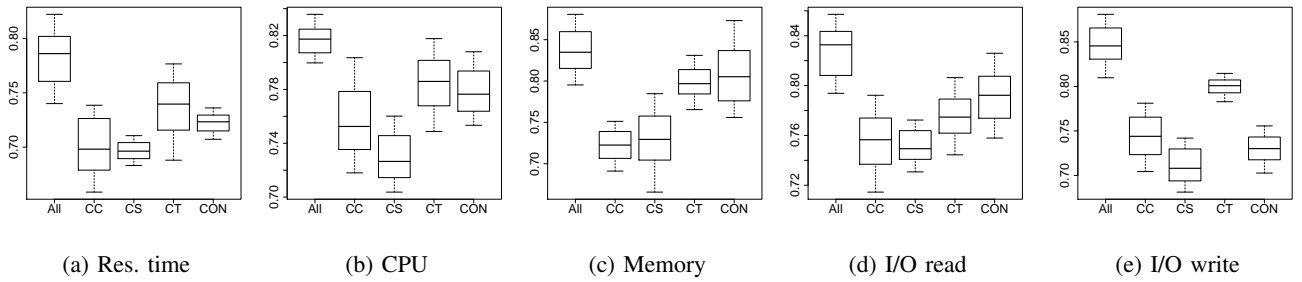 0.70 0.75 0.80
All CC CS CT CON
(a) Res. time
0.70 0.74 0.78 0.82
All CC CS CT CON
(b) CPU
0.70 0.75 0.80 0.85
All CC CS CT CON
(c) Memory
0.72 0.76 0.80 0.84
All CC CS CT CON
(d) I/O read
0.70 0.75 0.80 0.85
All CC CS CT CON
(e) I/O write